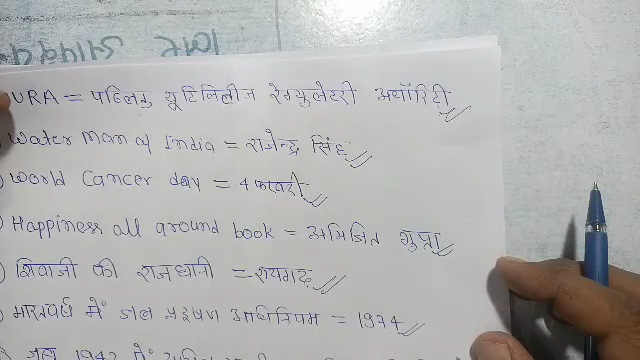 URA = पब्लिक यूटिलिटीज रेग्युलेटरी अथॉरिटी
Water man of India = राजेन्द्र सिंह
World Cancer day = 4 फरवरी
Happiness all around book = अभिजित गुप्ता
शिवाजी की राजधानी = रायगढ़
भारतवर्ष में जल प्रदूषण अधिनियम = 1974
1942 में